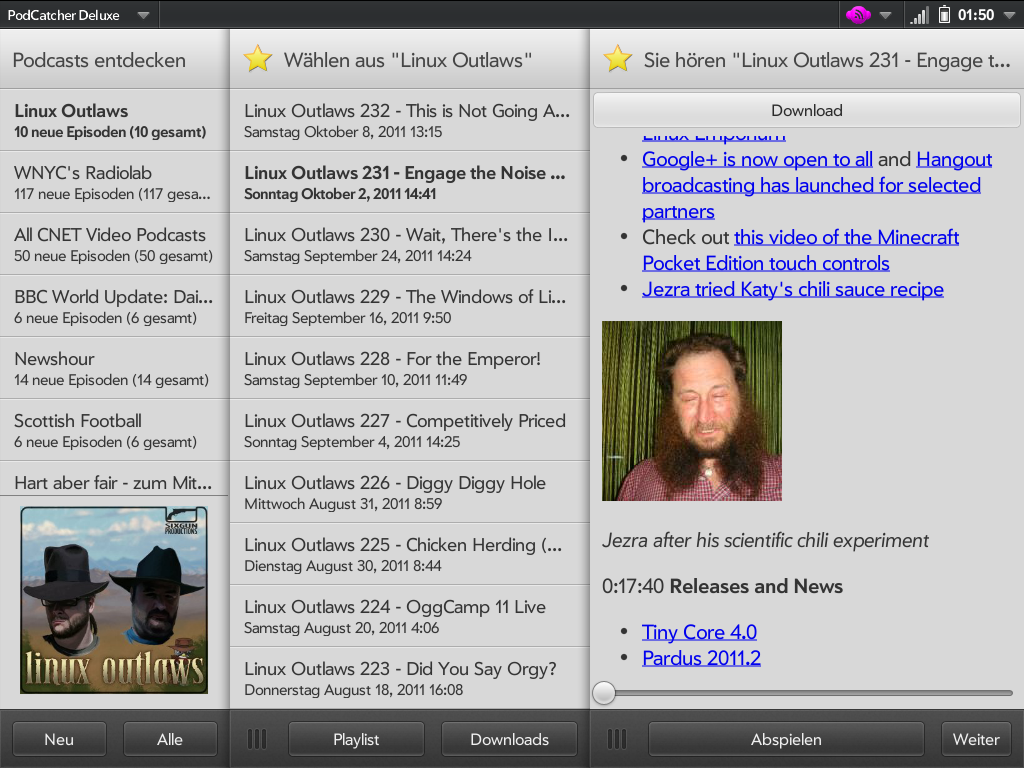 PodCatcher Deluxe
01:50
Podcasts entdecken
Linux Outlaws
10 neue Episoden (10 gesamt)
WNYC's Radiolab
117 neue Episoden (117 gesa...
All CNET Video Podcasts
50 neue Episoden (50 gesamt)
BBC World Update: Dai...
6 neue Episoden (6 gesamt)
Newshour
14 neue Episoden (14 gesamt)
Scottish Football
6 neue Episoden (6 gesamt)
Hart aber fair - zum Mit...
SIXGUN
PRODUCTIONS
linux outlaws
Neu
Alle
Wählen aus "Linux Outlaws"
Linux Outlaws 232 - This is Not Going A...
Samstag Oktober 8, 2011 13:15
Linux Outlaws 231 - Engage the Noise ...
Sonntag Oktober 2, 2011 14:41
Linux Outlaws 230 - Wait, There's the I...
Samstag September 24, 2011 14:24
Linux Outlaws 229 - The Windows of Li...
Freitag September 16, 2011 9:50
Linux Outlaws 228 - For the Emperor!
Samstag September 10, 2011 11:49
Linux Outlaws 227 - Competitively Priced
Sonntag September 4, 2011 14:25
Linux Outlaws 226 - Diggy Diggy Hole
Mittwoch August 31, 2011 8:59
Linux Outlaws 225 - Chicken Herding (...
Dienstag August 30, 2011 8:44
Linux Outlaws 224 - OggCamp 11 Live
Samstag August 20, 2011 4:06
Linux Outlaws 223 - Did You Say Orgy?
Donnerstag August 18, 2011 16:08
Playlist
Downloads
Sie hören "Linux Outlaws 231 - Engage t...
Download
Linux Emporium
• Google+ is now open to all and Hangout
broadcasting has launched for selected
partners
• Check out this video of the Minecraft
Pocket Edition touch controls
• Jezra tried Katy's chili sauce recipe
Jezra after his scientific chili experiment
0:17:40 Releases and News
• Tiny Core 4.0
• Pardus 2011.2
Abspielen
Weiter